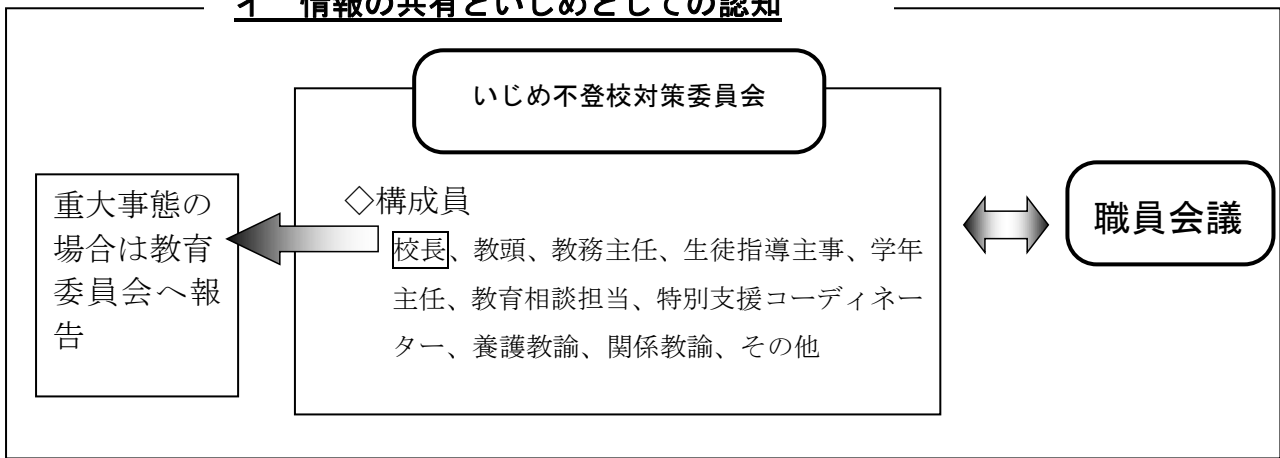 イ 情報の共有といじめとしての認知
いじめ不登校対策委員会
重大事態の
場合は教育
委員会へ報
告
◇構成員
校長、教頭、教務主任、生徒指導主事、学年
主任、教育相談担当、特別支援コーディネー
ター、養護教諭、関係教諭、その他
職員会議